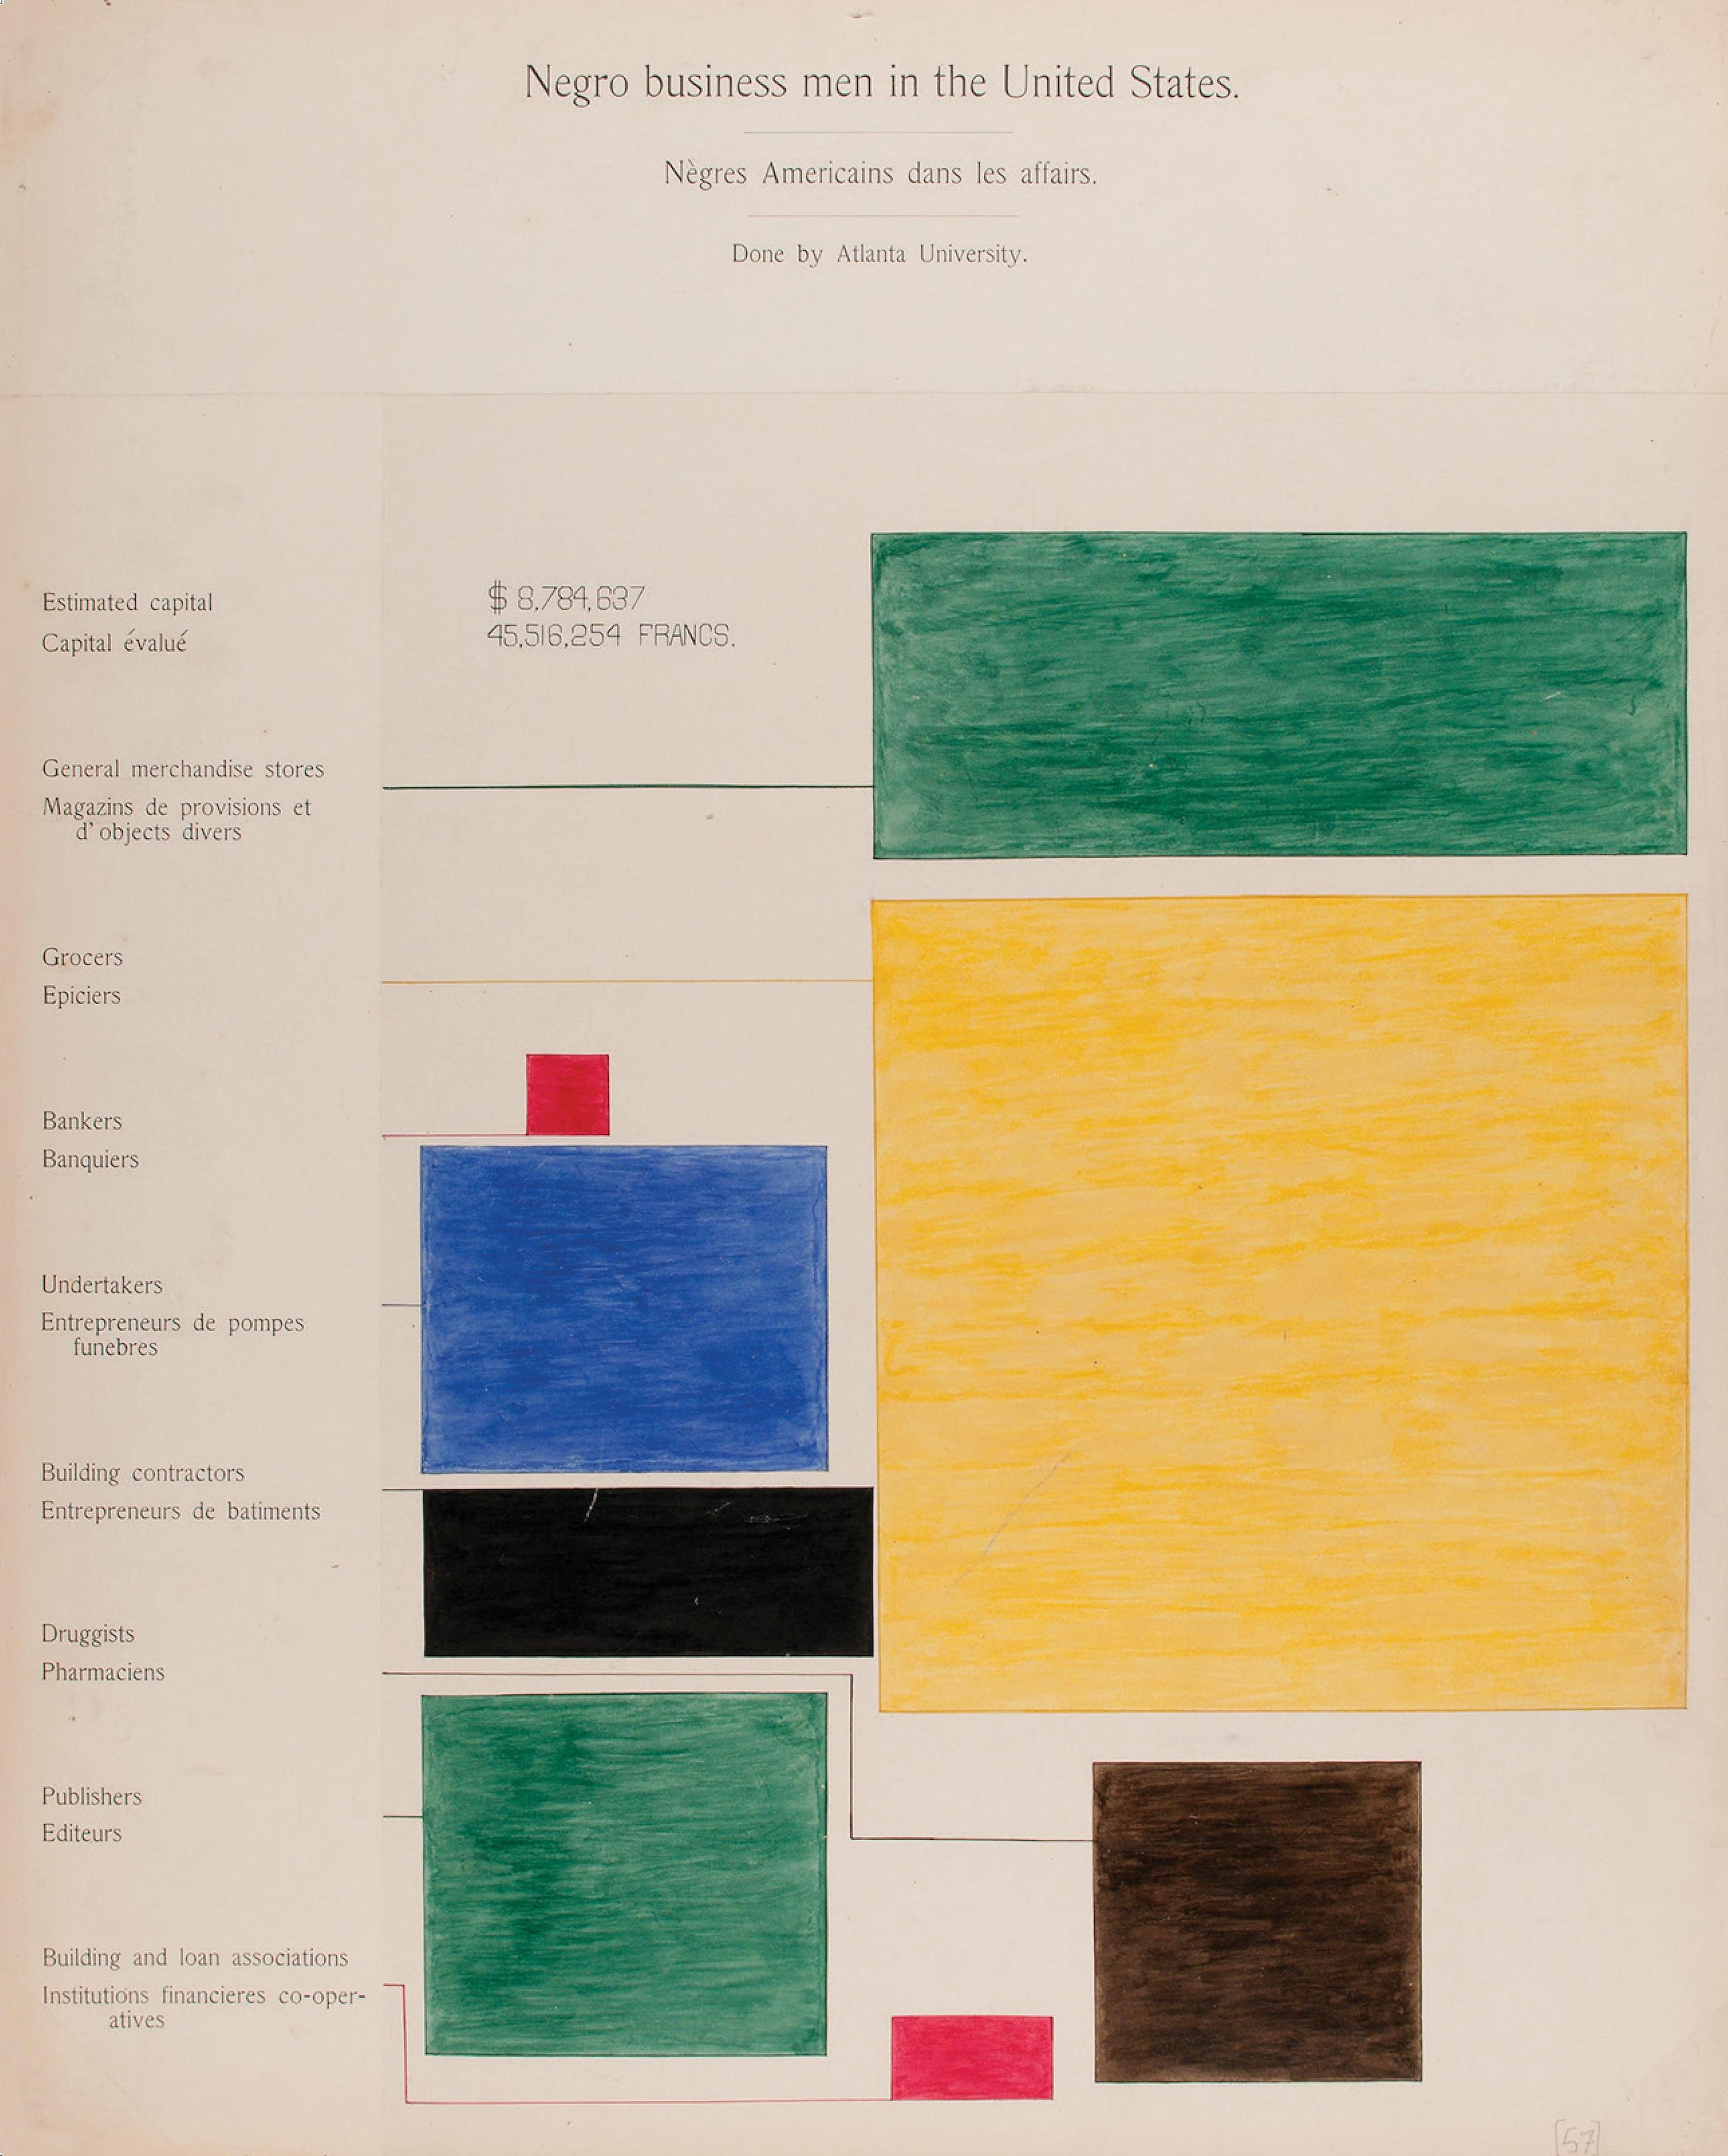 Negro business men in the United States.
Nègres Americains dans les affairs.
Done by Atlanta University.
Estimated capital
$ 8,784,637
Capital évalué
45,516,254 FRANCS.
General merchandise stores
Magazins de provisions et
d' objects divers
Grocers
Epiciers
Bankers
Banquiers
Undertakers
Entrepreneurs de pompes
funebres
Building contractors
Entrepreneurs de batiments
Druggists
Pharmaciens
Publishers
Editeurs
Building and loan associations
Institutions financieres co-oper-
atives
[57]